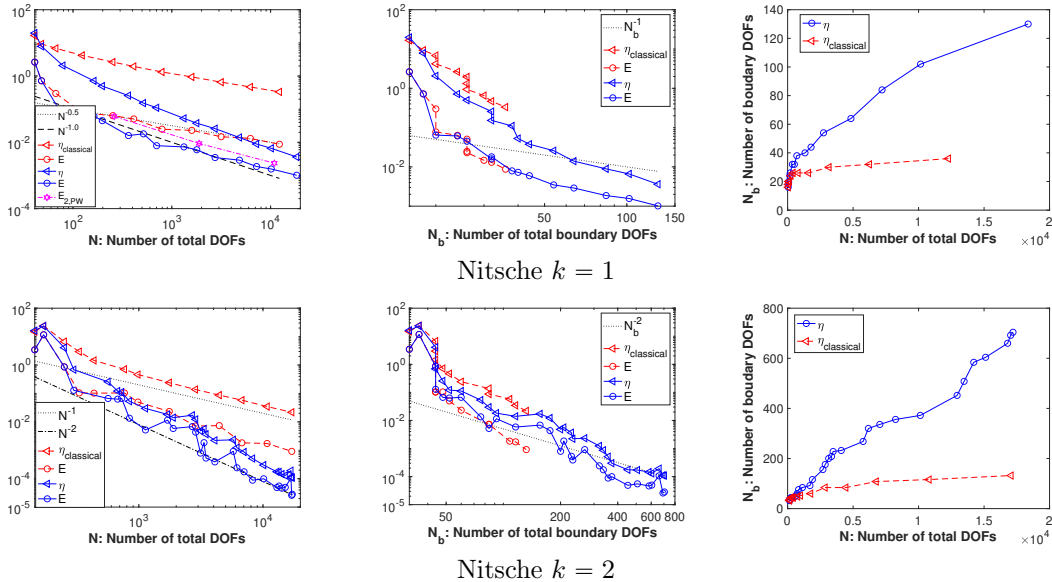 10^2
10^0
10^-2
10^-4
N^-0.5
N^-1.0
η_classical
E
η
E
E_2,PW
10^2
10^3
10^4
N: Number of total DOFs
10^2
10^0
10^-2
N_b^-1
η_classical
E
η
E
50
100
150
N_b: Number of total boundary DOFs
140
120
100
80
60
40
20
0
η
η_classical
0
0.5
1
1.5
2
N: Number of total DOFs
×10^4
N_b: Number of boudary DOFs
Nitsche k = 1
10^2
10^0
10^-2
10^-4
10^-5
N^-1
N^-2
η_classical
E
η
E
10^3
10^4
N: Number of total DOFs
10^2
10^0
10^-2
10^-4
10^-5
N_b^-2
η_classical
E
η
E
50
200
400
600
800
N_b: Number of total boundary DOFs
800
600
400
200
0
η
η_classical
0
0.5
1
1.5
2
N: Number of total DOFs
×10^4
N_b: Number of boudary DOFs
Nitsche k = 2